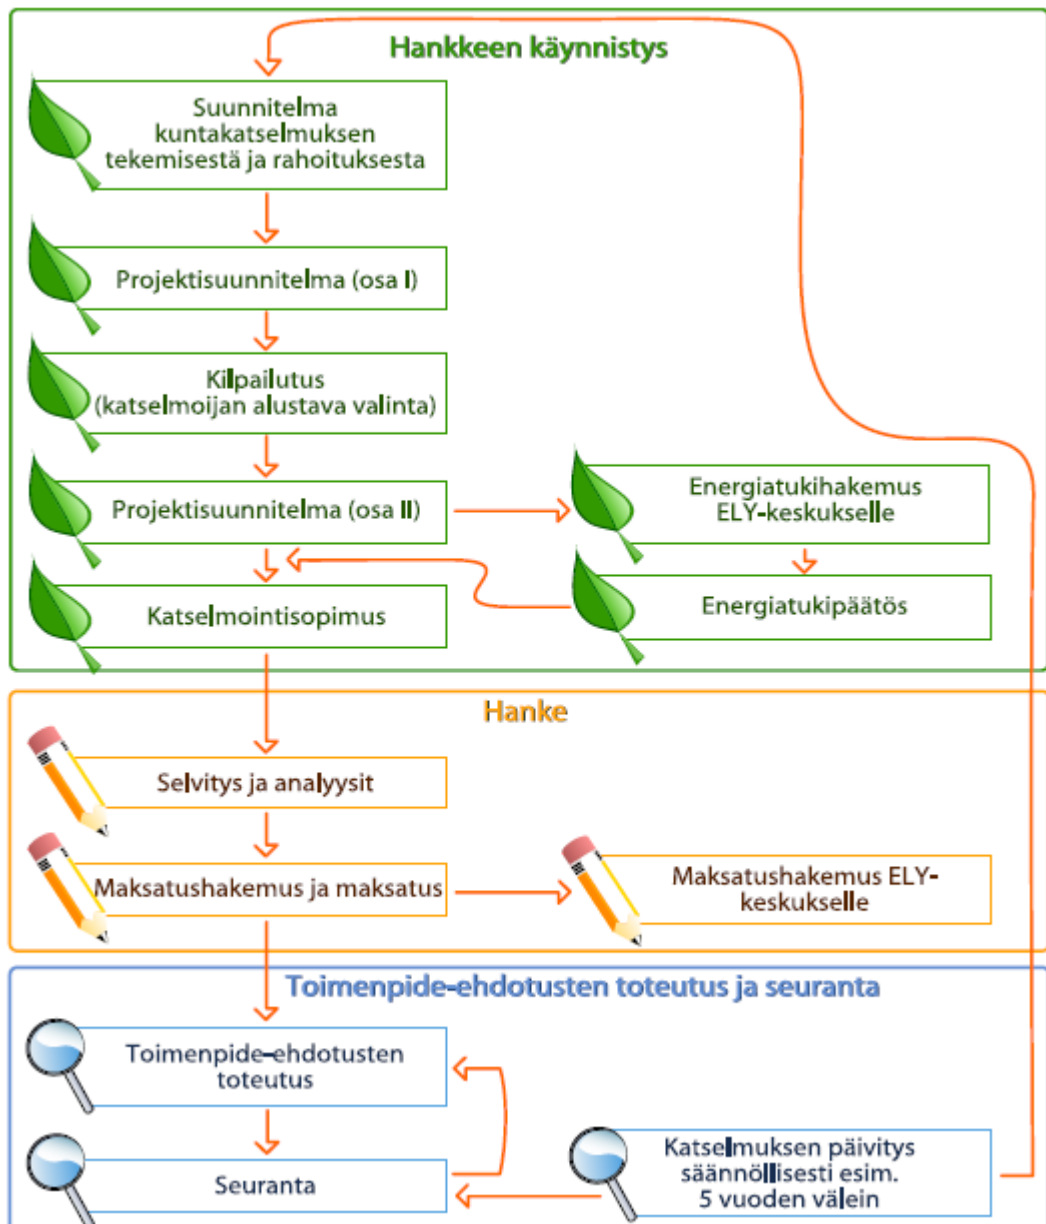 Hankkeen käynnistys
Suunnitelma
kuntakatselmuksen
tekemisestä ja rahoituksesta
Projektisuunnitelma (osa I)
Kilpailutus
(katselmoijan alustava valinta)
Projektisuunnitelma (osa II)
Energiatukihakemus
ELY-keskukselle
Energiatukipäätös
Katselmointisopimus
Hanke
Selvitys ja analyysit
Maksatushakemus ja maksatus
Maksatushakemus ELY-
keskukselle
Toimenpide-ehdotusten toteutus ja seuranta
Toimenpide-ehdotusten
toteutus
Seuranta
Katselmuksen päivitys
säännöllisesti esim.
5 vuoden välein